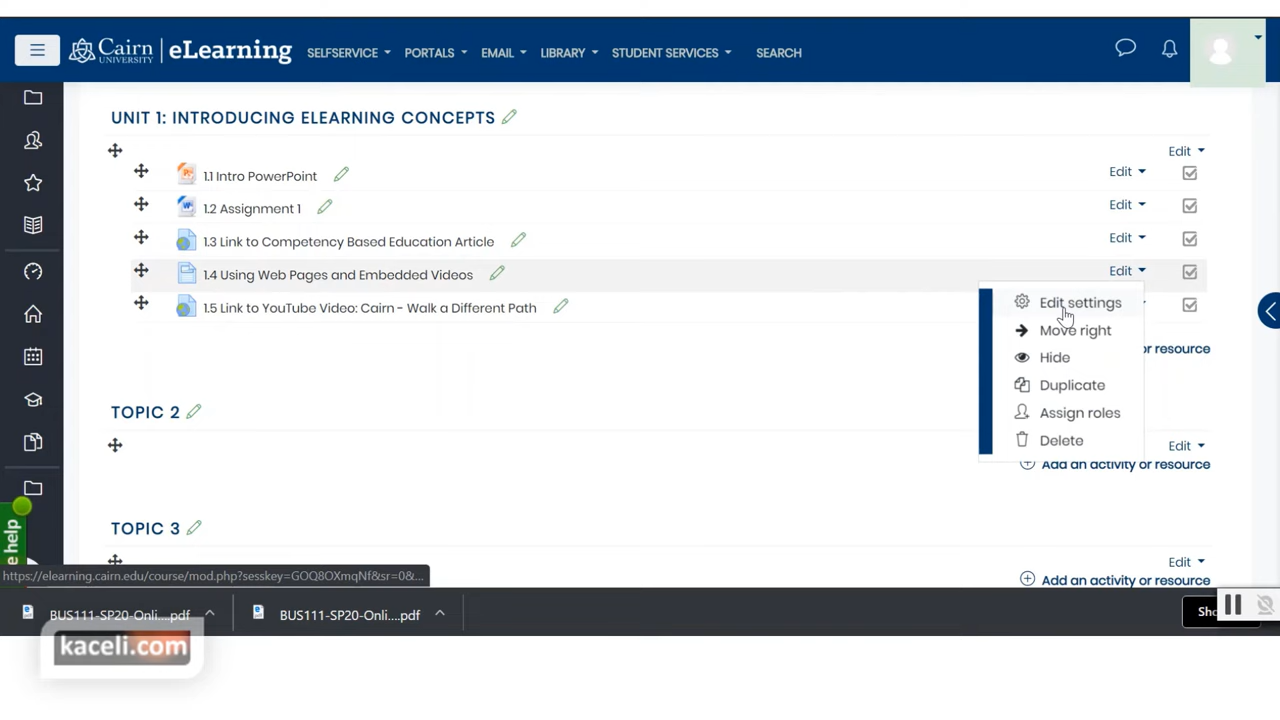 Cairn UNIVERSITY eLearning SELFSERVICE PORTALS EMAIL LIBRARY STUDENT SERVICES SEARCH
UNIT 1: INTRODUCING ELEARNING CONCEPTS
Edit
1.1 Intro PowerPoint Edit
1.2 Assignment 1 Edit
1.3 Link to Competency Based Education Article Edit
1.4 Using Web Pages and Embedded Videos Edit
1.5 Link to YouTube Video: Cairn - Walk a Different Path
Edit settings
Move right
Hide
Duplicate
Assign roles
Delete
or resource
TOPIC 2
Edit
Add an activity or resource
TOPIC 3
Edit
Add an activity or resource
e help
https://elearning.cairn.edu/course/mod.php?sesskey=GOQ8OXmqNf&sr=0&...
BUS111-SP20-Onli....pdf BUS111-SP20-Onli....pdf Sho
kaceli.com